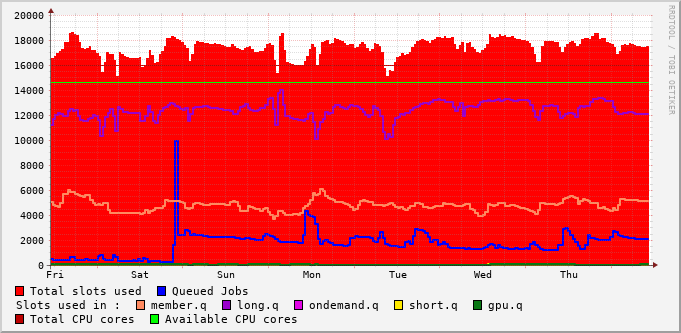 20000
18000
16000
14000
12000
10000
8000
6000
4000
2000
0
Fri Sat Sun Mon Tue Wed Thu
Total slots used Queued Jobs
Slots used in : member.q long.q ondemand.q short.q gpu.q
Total CPU cores Available CPU cores
RRDTOOL / TOBI OETIKER